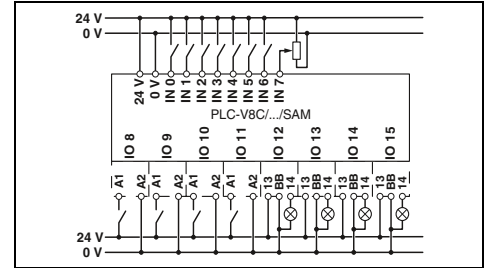 24 V
0 V
24 V
0 V
IN 0
IN 1
IN 2
IN 3
IN 4
IN 5
IN 6
IN 7
PLC-V8C/.../SAM
IO 8
IO 9
IO 10
IO 11
IO 12
IO 13
IO 14
IO 15
A1
A2
A1
A2
A1
A2
A1
A2
13
BB
14
13
BB
14
13
BB
14
13
BB
14
24 V
0 V